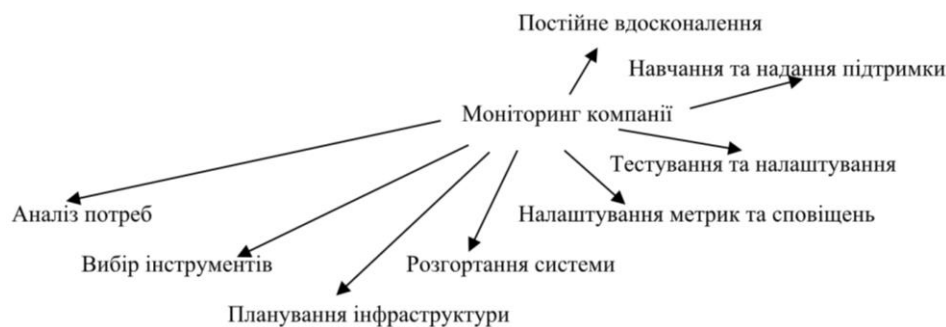 Постійне вдосконалення
Навчання та надання підтримки
Моніторинг компанії
Тестування та налаштування
Аналіз потреб
Налаштування метрик та сповіщень
Вибір інструментів
Розгортання системи
Планування інфраструктури